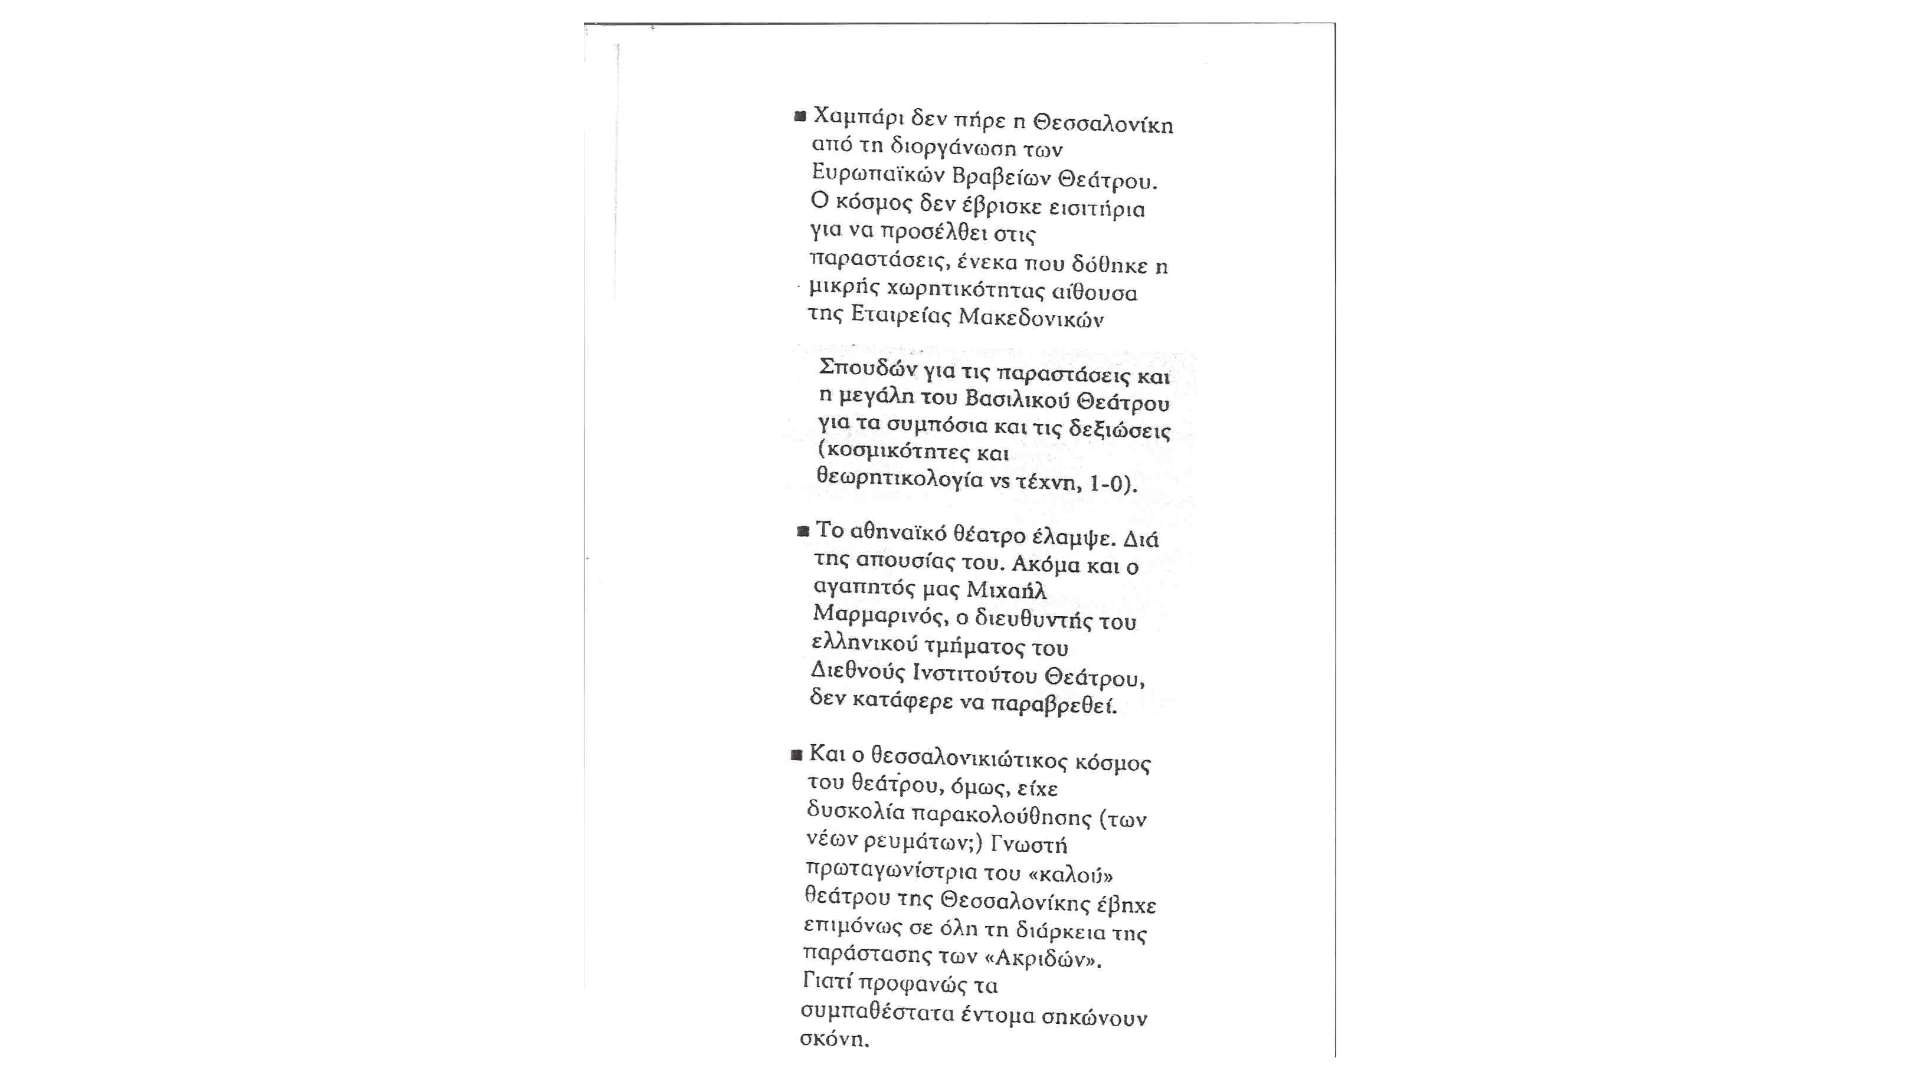 ■ Χαμπάρι δεν πήρε η Θεσσαλονίκη
από τη διοργάνωση των
Ευρωπαϊκών Βραβείων Θεάτρου.
Ο κόσμος δεν έβρισκε εισιτήρια
για να προσέλθει στις
παραστάσεις, ένεκα που δόθηκε η
μικρής χωρητικότητας αίθουσα
της Εταιρείας Μακεδονικών
Σπουδών για τις παραστάσεις και
η μεγάλη του Βασιλικού Θεάτρου
για τα συμπόσια και τις δεξιώσεις
(κοσμικότητες και
θεωρητικολογία vs τέχνη, 1-0).
■ Το αθηναϊκό θέατρο έλαμψε. Διά
της απουσίας του. Ακόμα και ο
αγαπητός μας Μιχαήλ
Μαρμαρινός, ο διευθυντής του
ελληνικού τμήματος του
Διεθνούς Ινστιτούτου Θεάτρου,
δεν κατάφερε να παραβρεθεί.
■ Και ο θεσσαλονικιώτικος κόσμος
του θεάτρου, όμως, είχε
δυσκολία παρακολούθησης (των
νέων ρευμάτων;) Γνωστή
πρωταγωνίστρια του «καλού»
θεάτρου της Θεσσαλονίκης έβηχε
επιμόνως σε όλη τη διάρκεια της
παράστασης των «Ακριδών».
Γιατί προφανώς τα
συμπαθέστατα έντομα σηκώνουν
σκόνη.